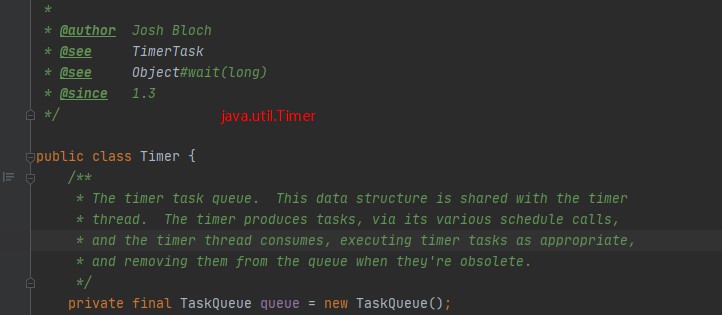 *
* @author  Josh Bloch
* @see     TimerTask
* @see     Object#wait(long)
* @since   1.3
*/
java.util.Timer
public class Timer {
/**
* The timer task queue.  This data structure is shared with the timer
* thread.  The timer produces tasks, via its various schedule calls,
* and the timer thread consumes, executing timer tasks as appropriate,
* and removing them from the queue when they're obsolete.
*/
private final TaskQueue queue = new TaskQueue();